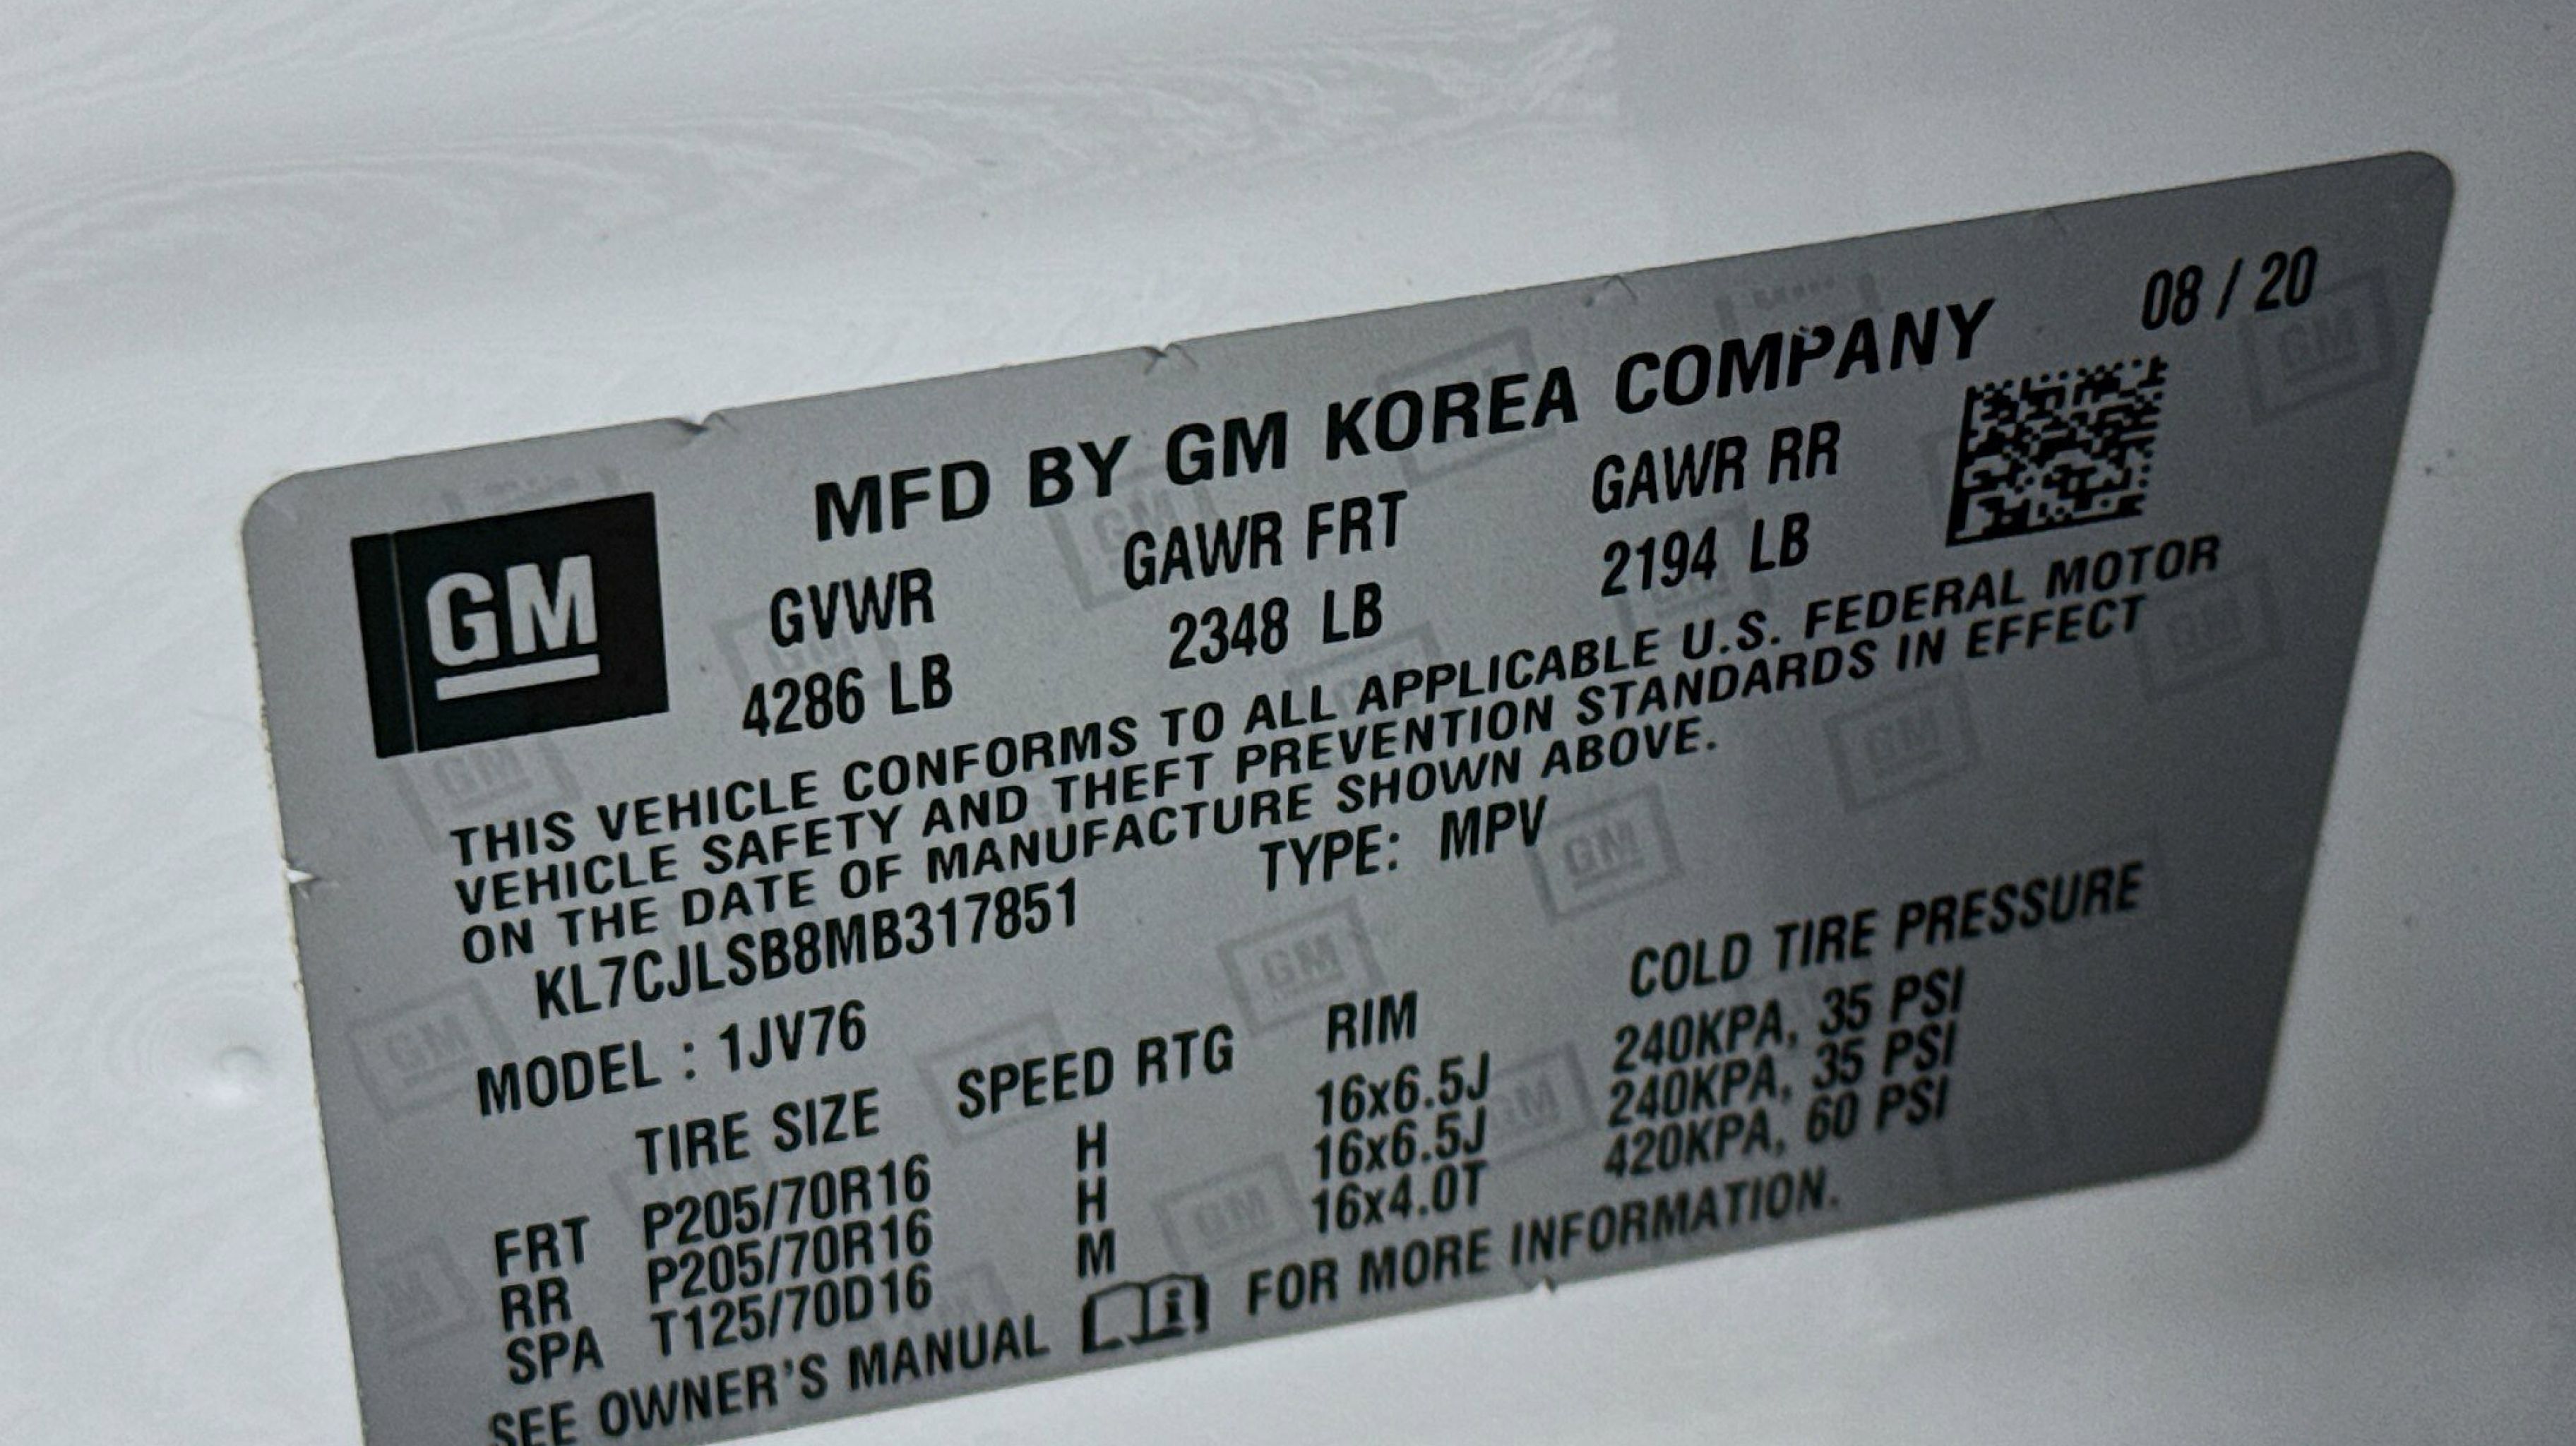 MFD BY GM KOREA COMPANY 08 / 20
GM
GVWR GAWR FRT GAWR RR
4286 LB 2348 LB 2194 LB
THIS VEHICLE CONFORMS TO ALL APPLICABLE U.S. FEDERAL MOTOR
VEHICLE SAFETY AND THEFT PREVENTION STANDARDS IN EFFECT
ON THE DATE OF MANUFACTURE SHOWN ABOVE.
KL7CJLSB8MB317851 TYPE: MPV
MODEL : 1JV76
TIRE SIZE SPEED RTG RIM COLD TIRE PRESSURE
FRT P205/70R16 H 16x6.5J 240KPA, 35 PSI
RR P205/70R16 H 16x6.5J 240KPA, 35 PSI
SPA T125/70D16 M 16x4.0T 420KPA, 60 PSI
SEE OWNER'S MANUAL FOR MORE INFORMATION.